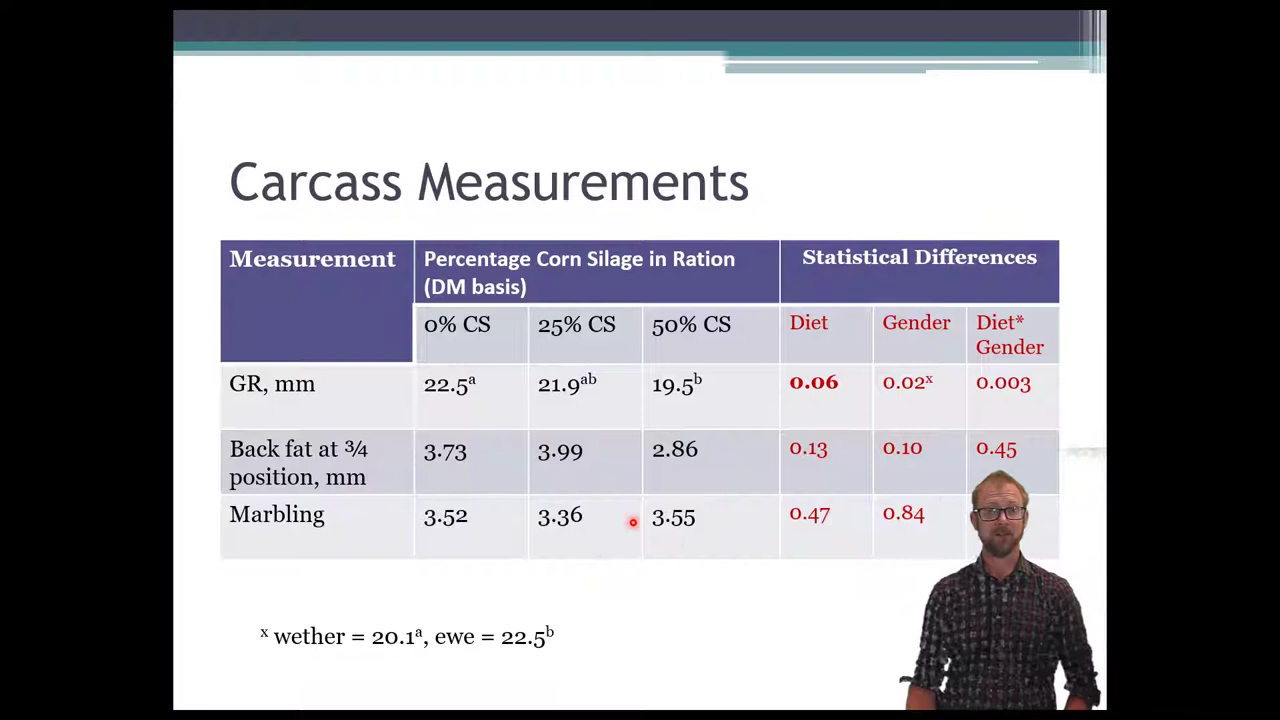 Carcass Measurements
Measurement
Percentage Corn Silage in Ration
(DM basis)
Statistical Differences
0% CS
25% CS
50% CS
Diet
Gender
Diet*
Gender
GR, mm
22.5ᵃ
21.9ᵃᵇ
19.5ᵇ
0.06
0.02ˣ
0.003
Back fat at ¾
position, mm
3.73
3.99
2.86
0.13
0.10
0.45
Marbling
3.52
3.36
3.55
0.47
0.84
ˣ wether = 20.1ᵃ, ewe = 22.5ᵇ